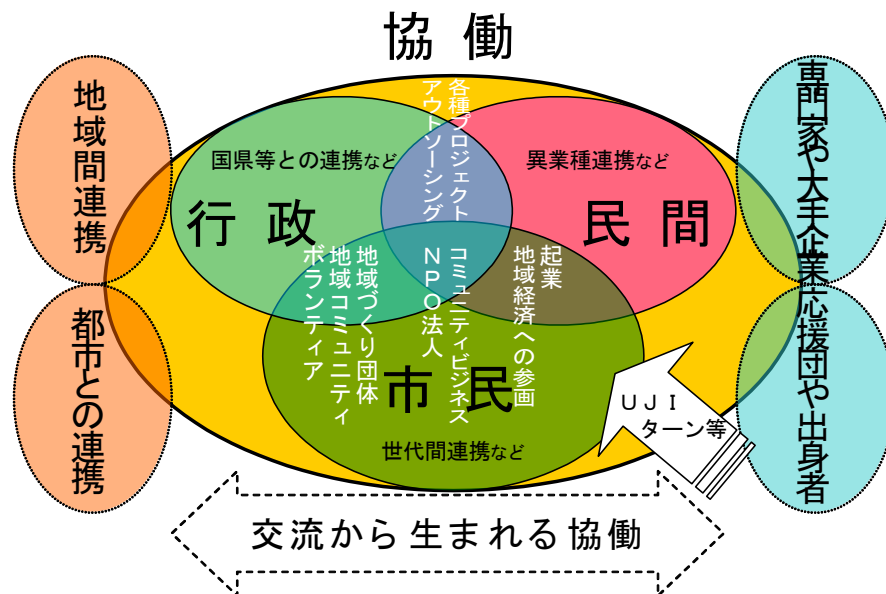 協働
地域間連携
都市との連携
専門家や大手企業
応援団や出身者
各種プロジェクト
アウトソーシング
国県等との連携など
異業種連携など
行政
民間
起業
地域経済への参画
コミュニティビジネス
NPO法人
地域づくり団体
地域コミュニティ
ボランティア
市民
世代間連携など
UJI
ターン等
交流から生まれる協働